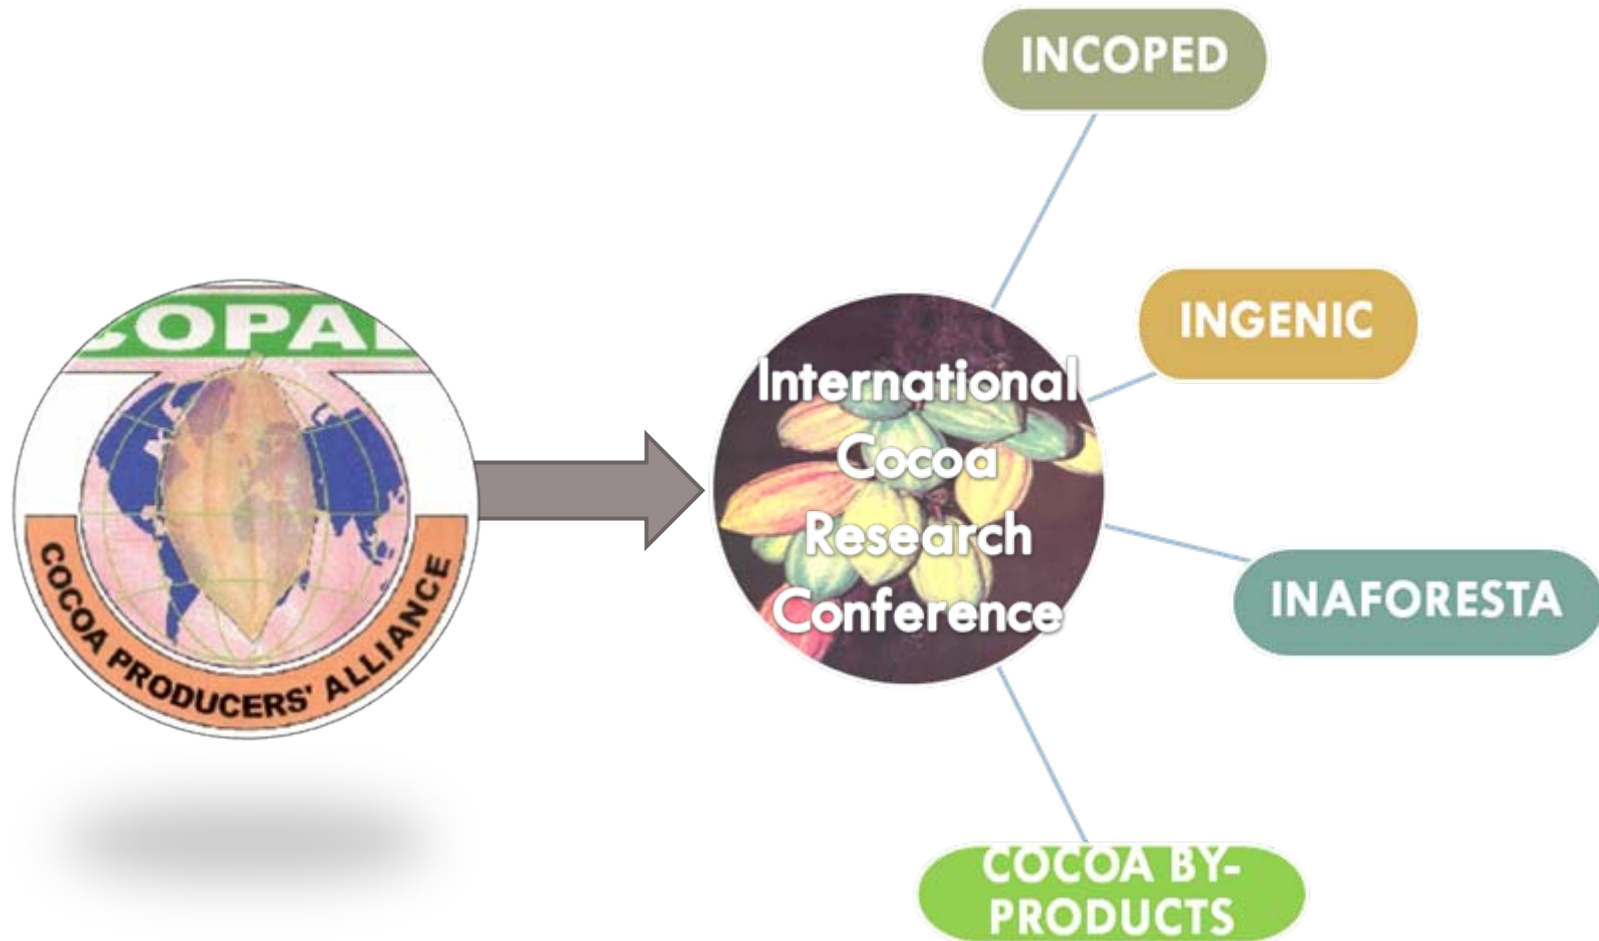 COPAL
COCOA PRODUCERS' ALLIANCE
International
Cocoa
Research
Conference
INCOPED
INGENIC
INAFORESTA
COCOA BY-
PRODUCTS